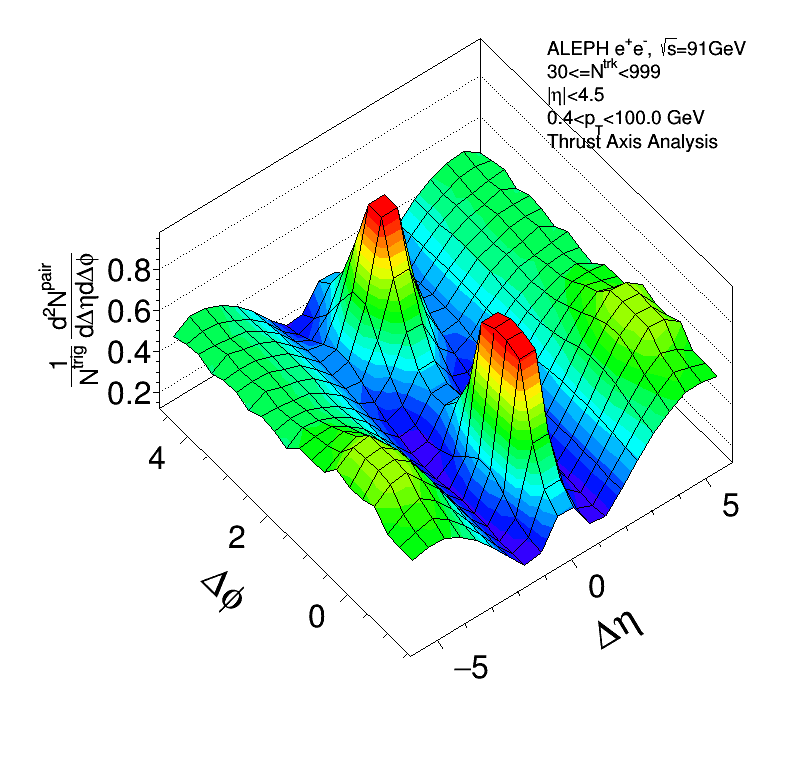 ALEPH e⁺e⁻, √s=91GeV
30<=Nᵗʳᵏ<999
|η|<4.5
0.4<p_T<100.0 GeV
Thrust Axis Analysis
1/N^trig d²N^pair/dΔηdΔϕ
0.8
0.6
0.4
0.2
4
2
0
Δϕ
−5
0
5
Δη